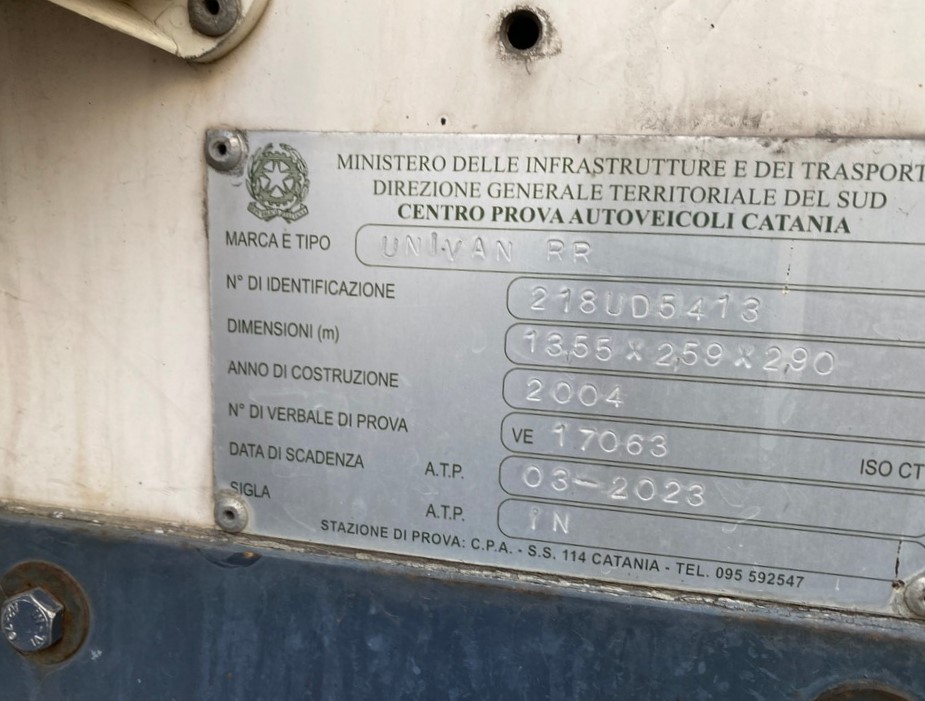 MINISTERO DELLE INFRASTRUTTURE E DEI TRASPORT
DIREZIONE GENERALE TERRITORIALE DEL SUD
CENTRO PROVA AUTOVEICOLI CATANIA
MARCA E TIPO UNIVAN RR
N° DI IDENTIFICAZIONE 218UD5413
DIMENSIONI (m) 13,55 x 2,59 x 2,90
ANNO DI COSTRUZIONE 2004
N° DI VERBALE DI PROVA VE 17063 ISO CT
DATA DI SCADENZA A.T.P. 03-2023
SIGLA A.T.P. IN
STAZIONE DI PROVA: C.P.A. - S.S. 114 CATANIA - TEL. 095 592547